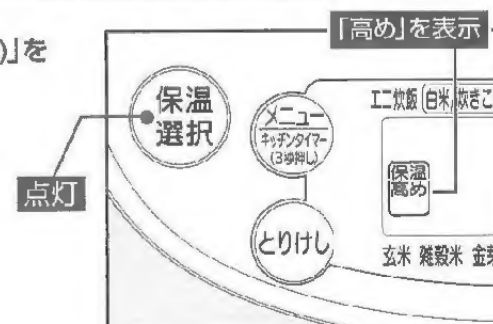 )」を
「高め」を表示
保温
選択
メニュー
キッチンタイマー
(3秒押し)
エコ炊飯 白米 炊きこ
点灯
保温
高め
とりけし
玄米 雑穀米 金芽